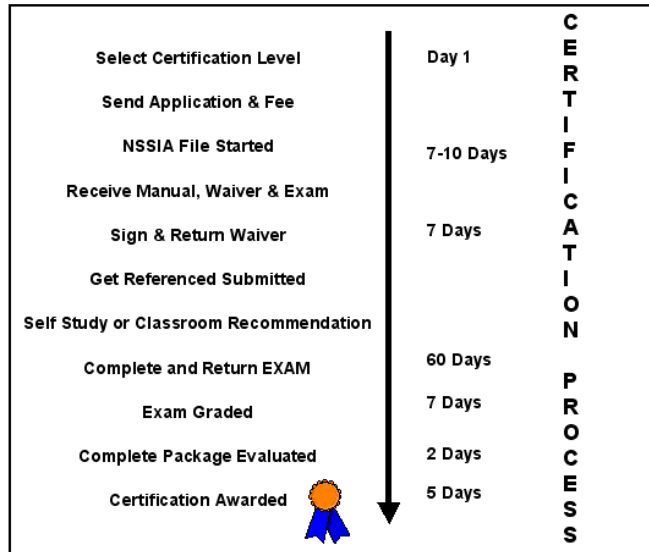 Select Certification Level Day 1
Send Application & Fee
NSSIA File Started 7-10 Days
Receive Manual, Waiver & Exam
Sign & Return Waiver 7 Days
Get Referenced Submitted
Self Study or Classroom Recommendation
Complete and Return EXAM 60 Days
Exam Graded 7 Days
Complete Package Evaluated 2 Days
Certification Awarded 5 Days
CERTIFICATION PROCESS